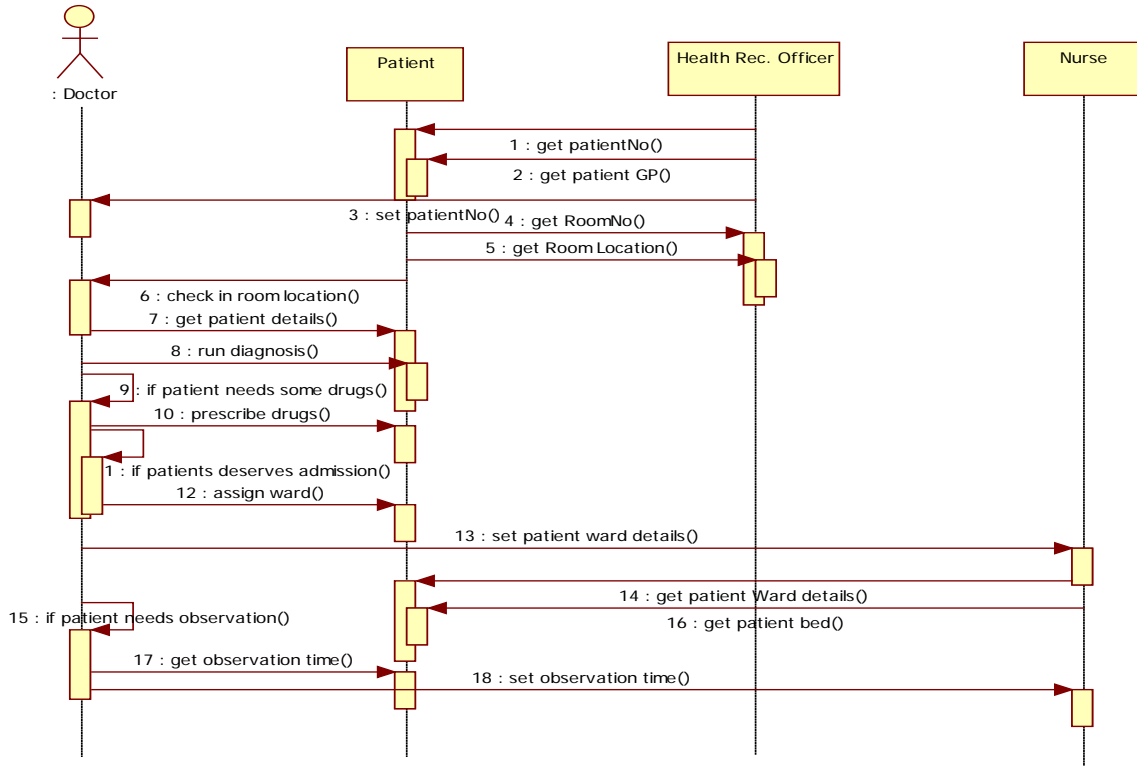 : Doctor
Patient
Health Rec. Officer
Nurse
1 : get patientNo()
2 : get patient GP()
3 : set patientNo()
4 : get RoomNo()
5 : get Room Location()
6 : check in room location()
7 : get patient details()
8 : run diagnosis()
9 : if patient needs some drugs()
10 : prescribe drugs()
1 : if patients deserves admission()
12 : assign ward()
13 : set patient ward details()
14 : get patient Ward details()
15 : if patient needs observation()
16 : get patient bed()
17 : get observation time()
18 : set observation time()